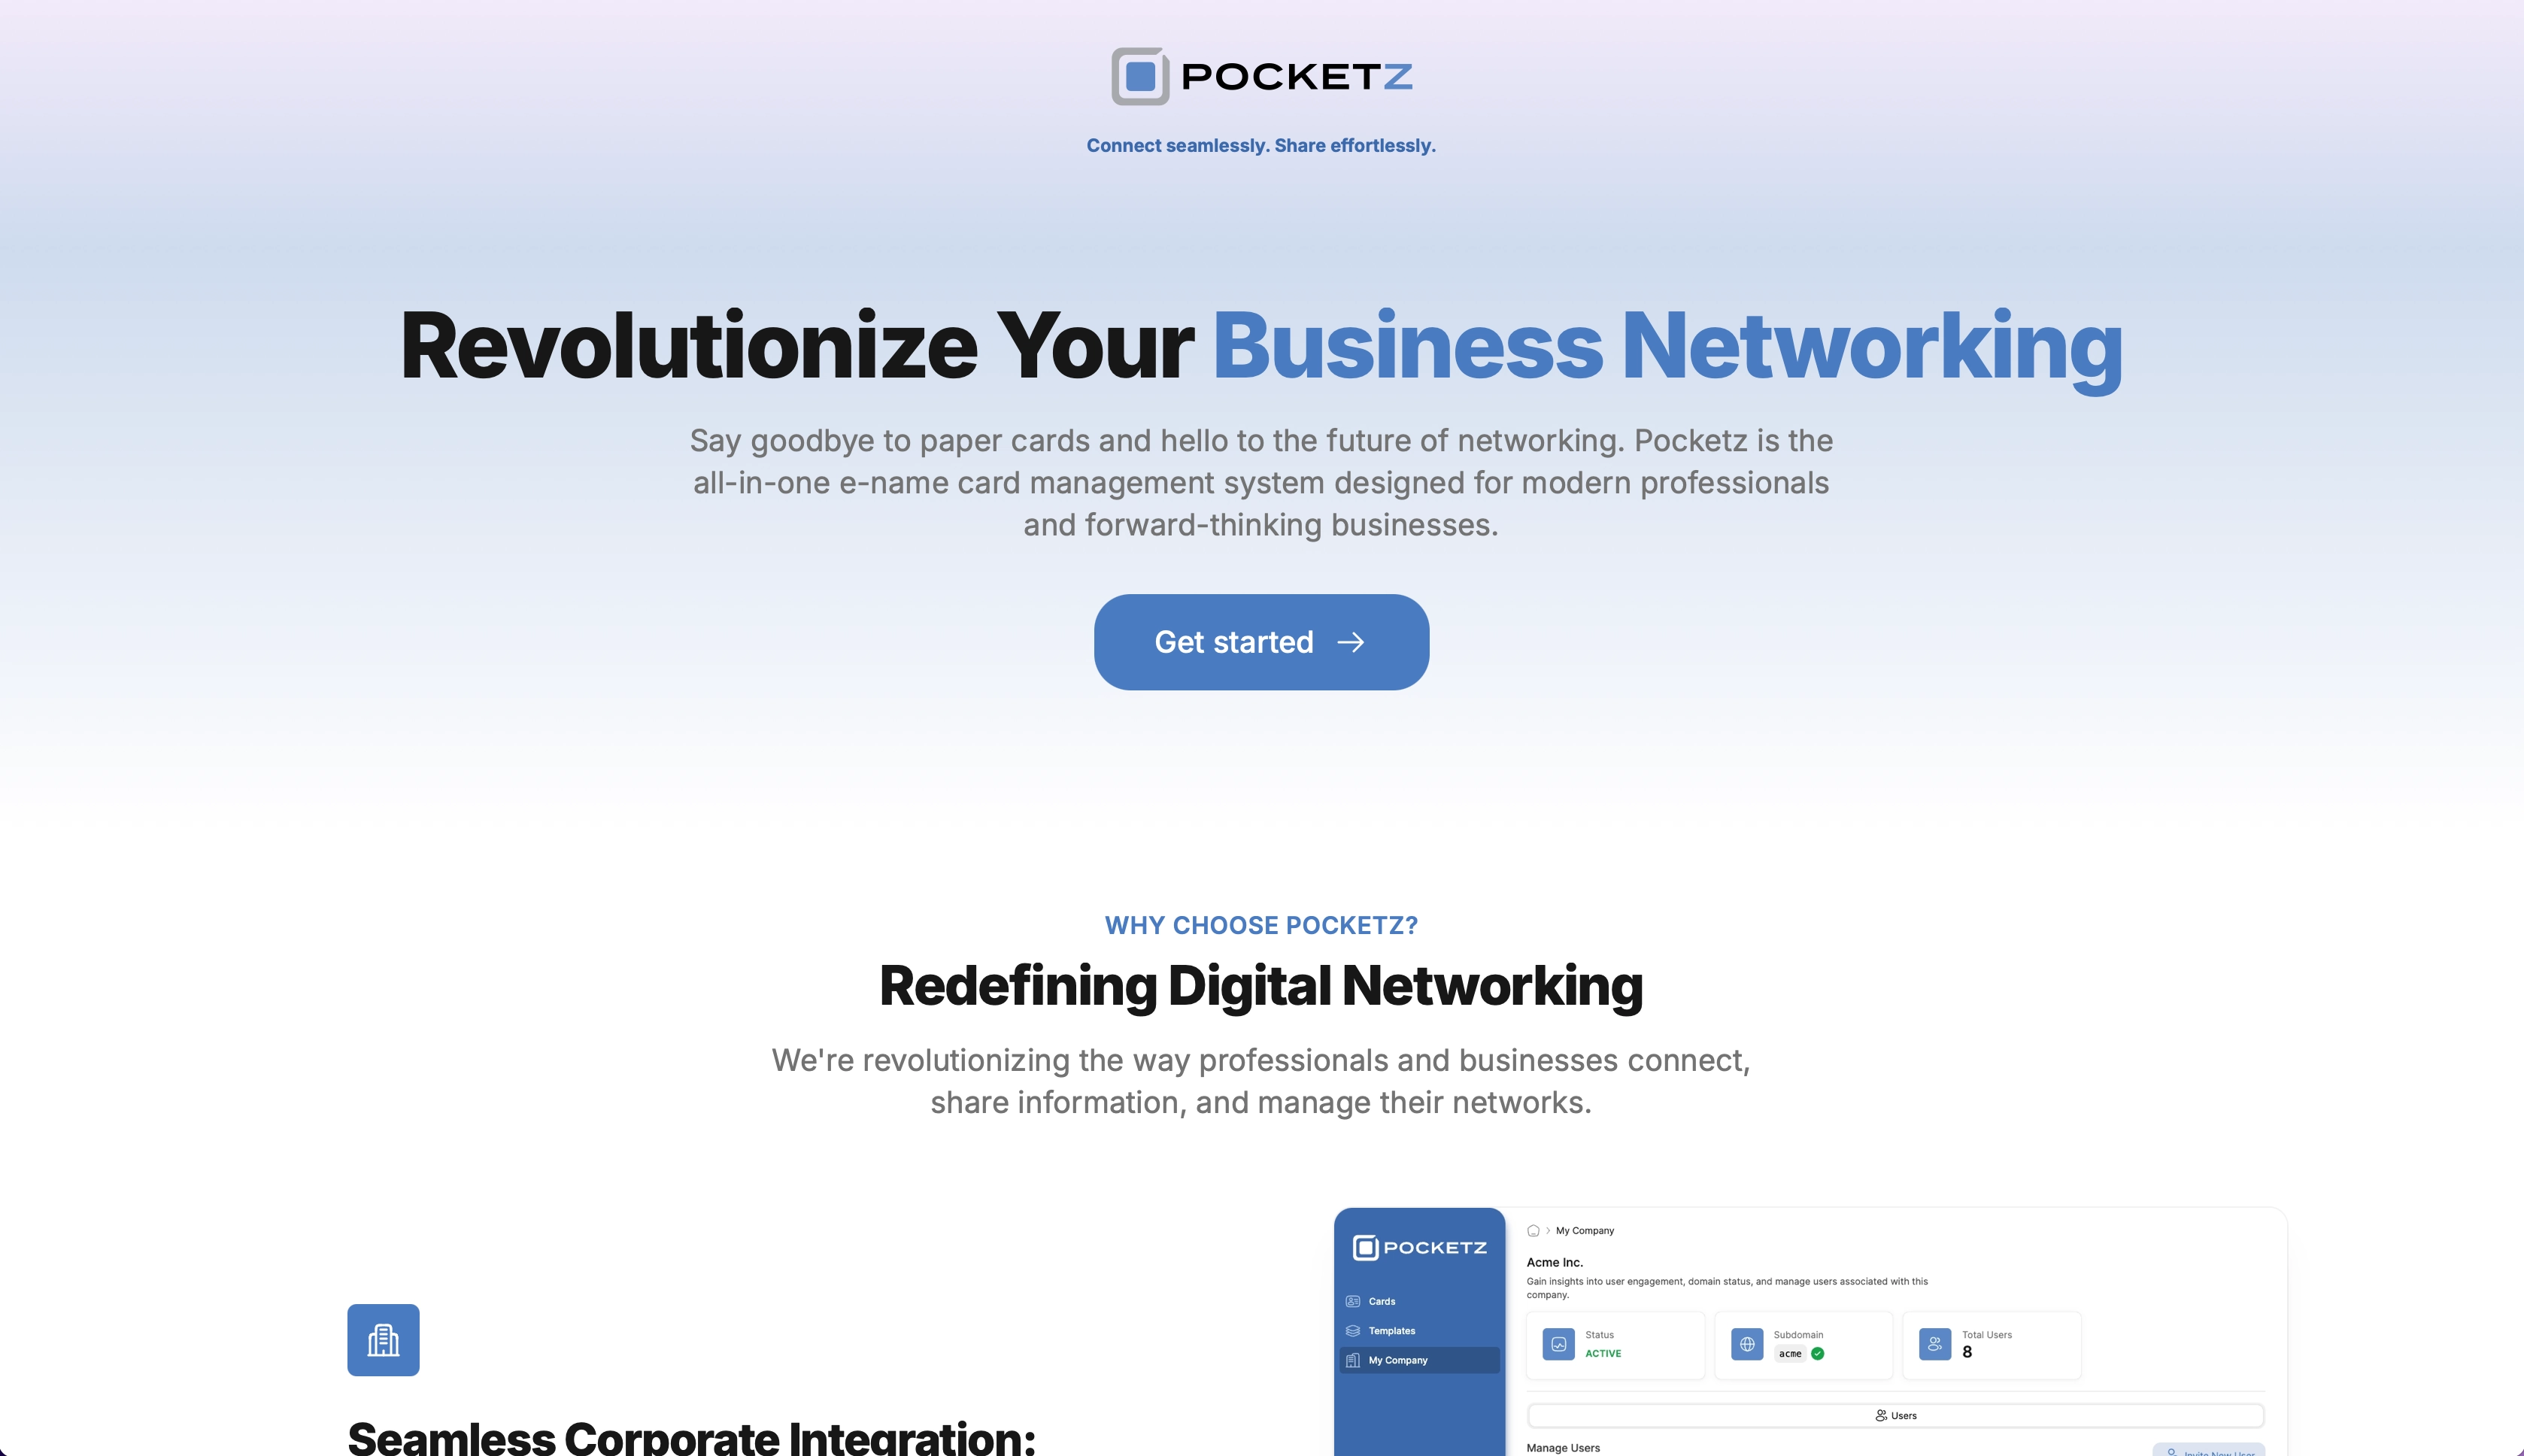 POCKETZ
Connect seamlessly. Share effortlessly.
Revolutionize Your Business Networking
Say goodbye to paper cards and hello to the future of networking. Pocketz is the
all-in-one e-name card management system designed for modern professionals
and forward-thinking businesses.
Get started
WHY CHOOSE POCKETZ?
Redefining Digital Networking
We're revolutionizing the way professionals and businesses connect,
share information, and manage their networks.
Seamless Corporate Integration:
POCKETZ
Cards
Templates
My Company
My Company
Acme Inc.
Gain insights into user engagement, domain status, and manage users associated with this
company.
Status
ACTIVE
Subdomain
acme
Total Users
8
Users
Manage Users
Invite New User